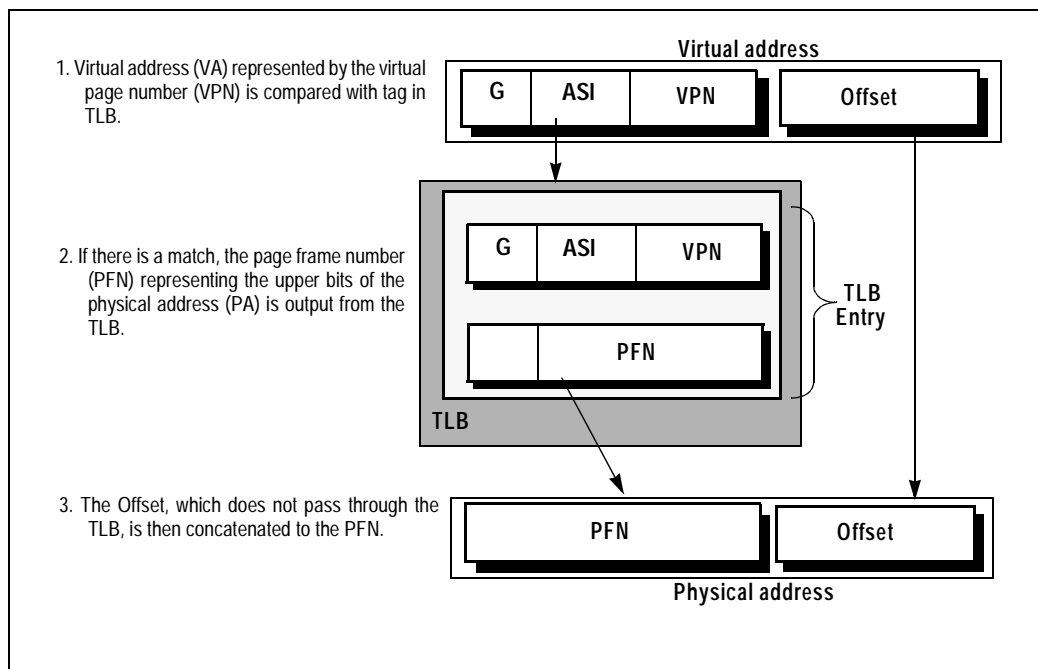 Virtual address
1. Virtual address (VA) represented by the virtual
page number (VPN) is compared with tag in
TLB.
G ASI VPN Offset
2. If there is a match, the page frame number
(PFN) representing the upper bits of the
physical address (PA) is output from the
TLB.
G ASI VPN
TLB
Entry
PFN
TLB
3. The Offset, which does not pass through the
TLB, is then concatenated to the PFN.
PFN Offset
Physical address